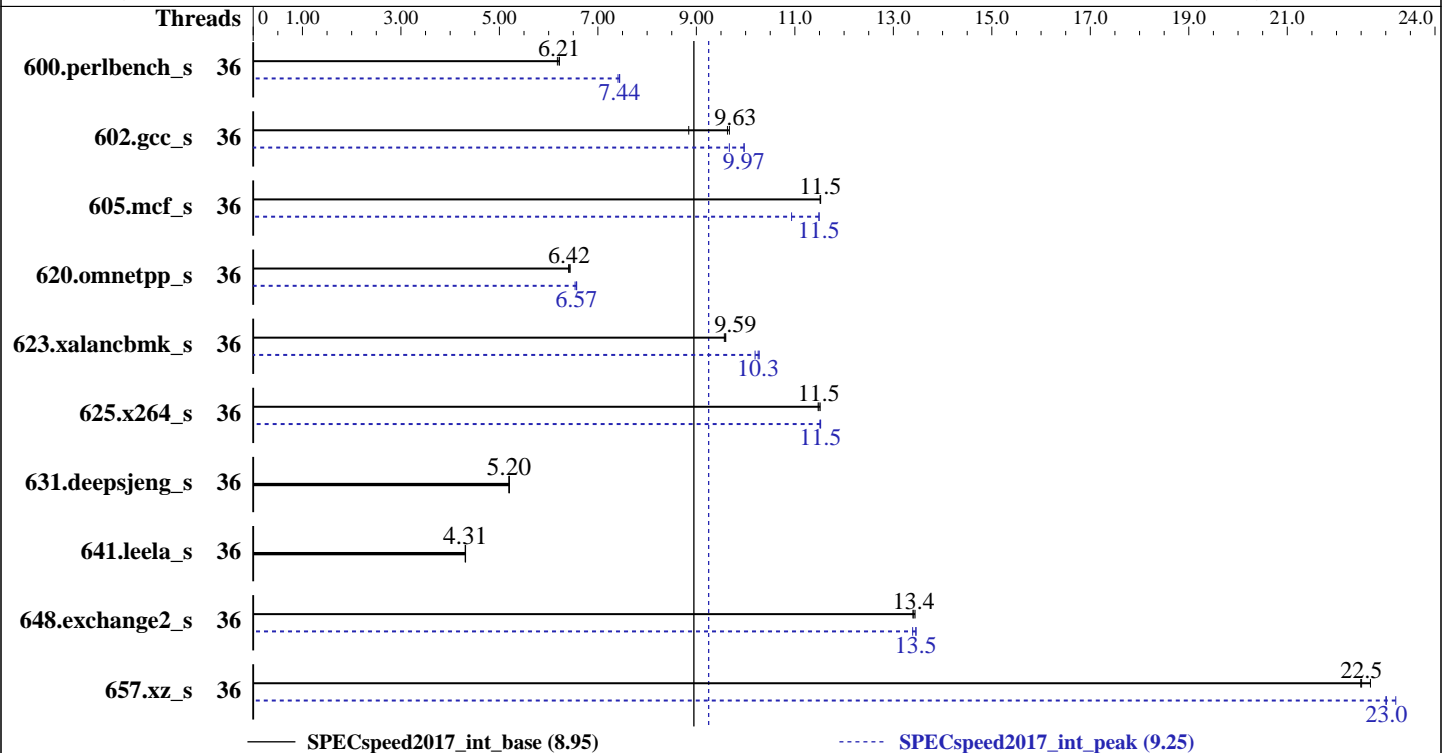 Threads 0 1.00 3.00 5.00 7.00 9.00 11.0 13.0 15.0 17.0 19.0 21.0 24.0
6.21
600.perlbench_s 36
7.44
9.63
602.gcc_s 36
9.97
11.5
605.mcf_s 36
11.5
6.42
620.omnetpp_s 36
6.57
9.59
623.xalancbmk_s 36
10.3
11.5
625.x264_s 36
11.5
5.20
631.deepsjeng_s 36
4.31
641.leela_s 36
13.4
648.exchange2_s 36
13.5
22.5
657.xz_s 36
23.0
SPECspeed2017_int_base (8.95) SPECspeed2017_int_peak (9.25)